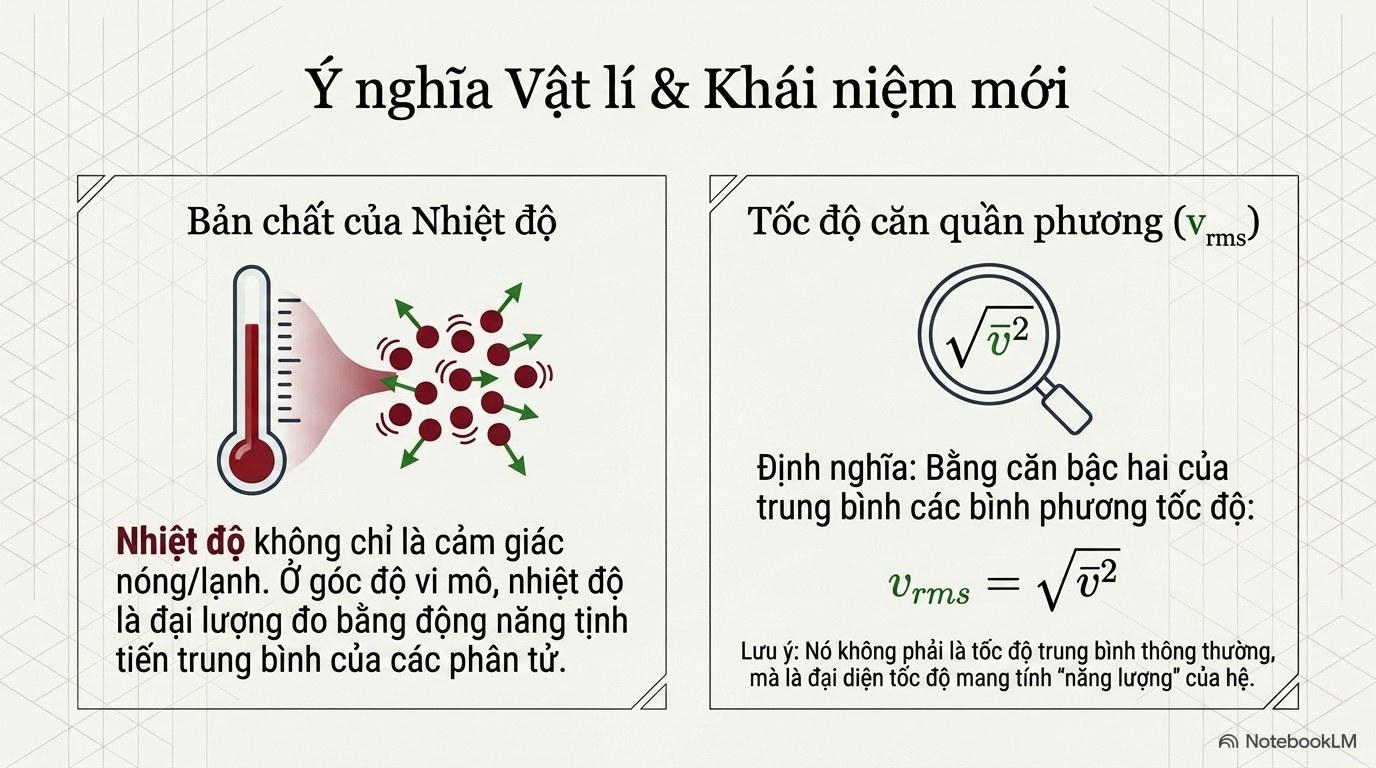 Ý nghĩa Vật lí & Khái niệm mới
Bản chất của Nhiệt độ
Nhiệt độ không chỉ là cảm giác
nóng/lạnh. Ở góc độ vi mô, nhiệt độ
là đại lượng đo bằng động năng tịnh
tiến trung bình của các phân tử.
Tốc độ căn quần phương (v_rms)
√v̅²
Định nghĩa: Bằng căn bậc hai của
trung bình các bình phương tốc độ:
v_rms = √v̅²
Lưu ý: Nó không phải là tốc độ trung bình thông thường,
mà là đại diện tốc độ mang tính “năng lượng” của hệ.
NotebookLM